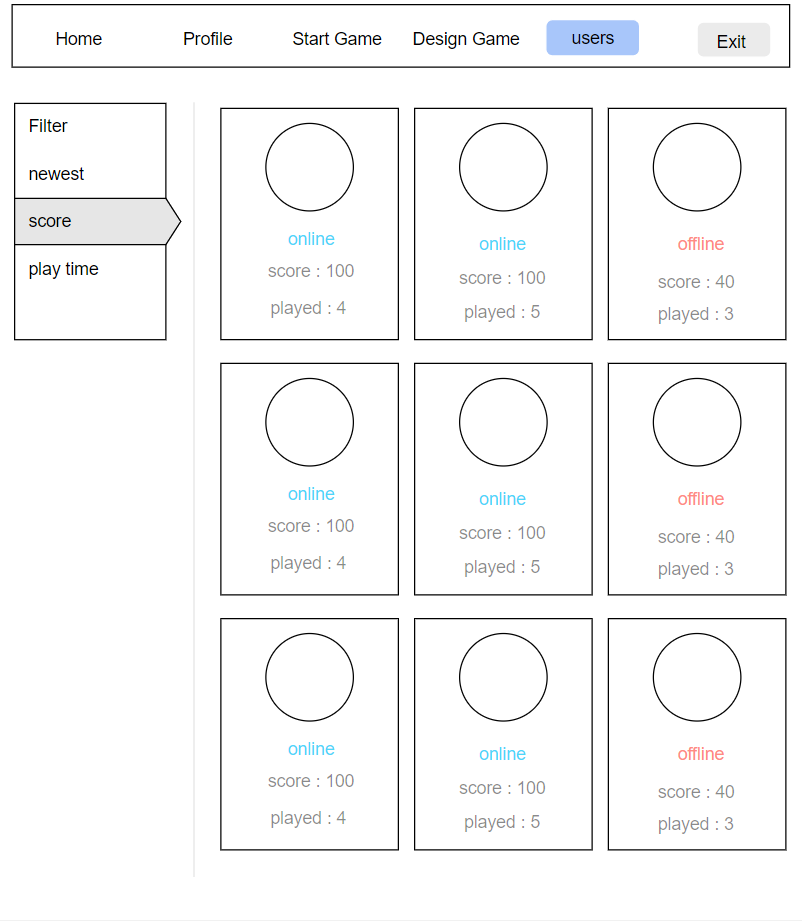 Home Profile Start Game Design Game users Exit
Filter
newest
score
play time
online
score : 100
played : 4
online
score : 100
played : 5
offline
score : 40
played : 3
online
score : 100
played : 4
online
score : 100
played : 5
offline
score : 40
played : 3
online
score : 100
played : 4
online
score : 100
played : 5
offline
score : 40
played : 3